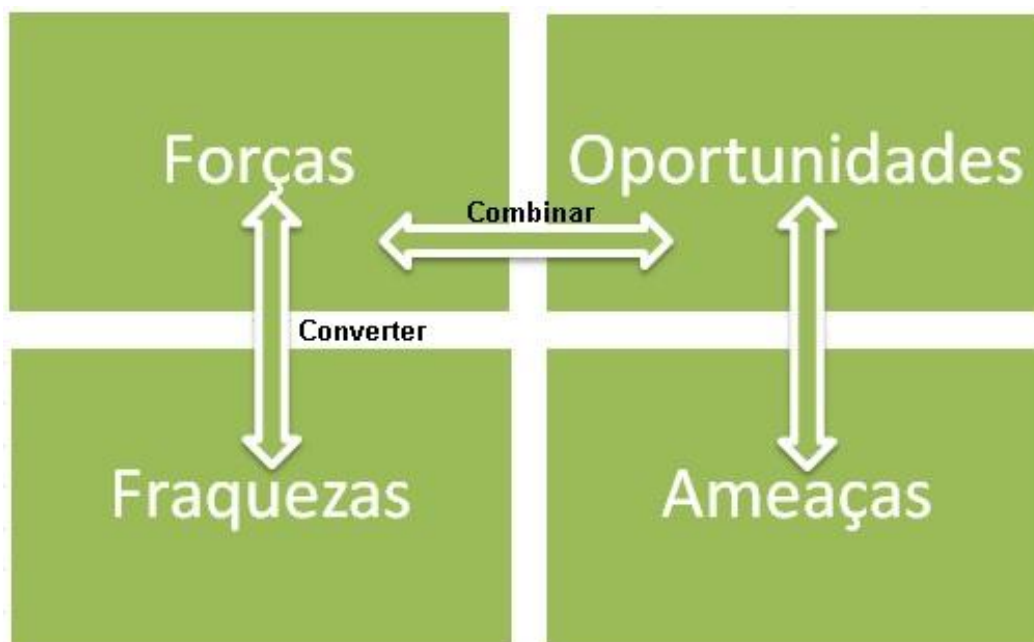 Forças
Oportunidades
Combinar
Converter
Fraquezas
Ameaças